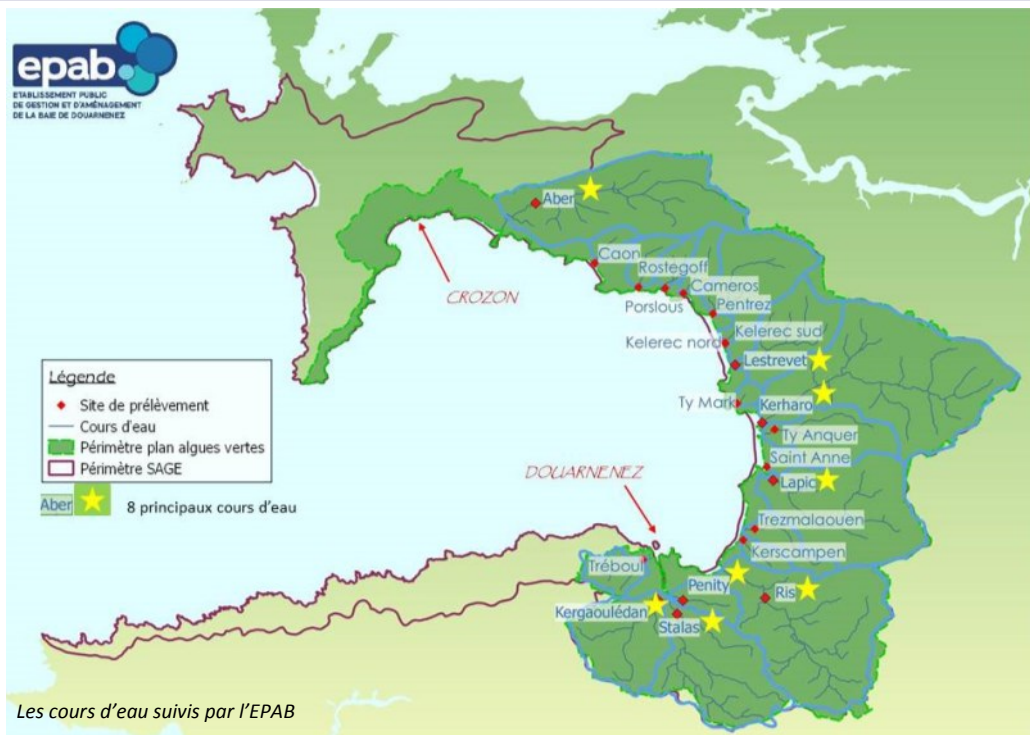 epab
ETABLISSEMENT PUBLIC
DE GESTION ET D'AMÉNAGEMENT
DE LA BAIE DE DOUARNENEZ
Aber
Caon
Rostegoff
CROZON
Cameros
Porslous
Pentrez
Kelerec sud
Kelerec nord
Lestrevet
Légende
Site de prélèvement
Cours d'eau
Périmètre plan algues vertes
Périmètre SAGE
Aber
8 principaux cours d'eau
Ty Mark
Kerharo
Ty Anquer
Saint Anne
DOUARNENEZ
Lapic
Trezmalaouen
Kerscampen
Tréboul
Penity
Ris
Kergaoulédan
Stalas
Les cours d'eau suivis par l'EPAB